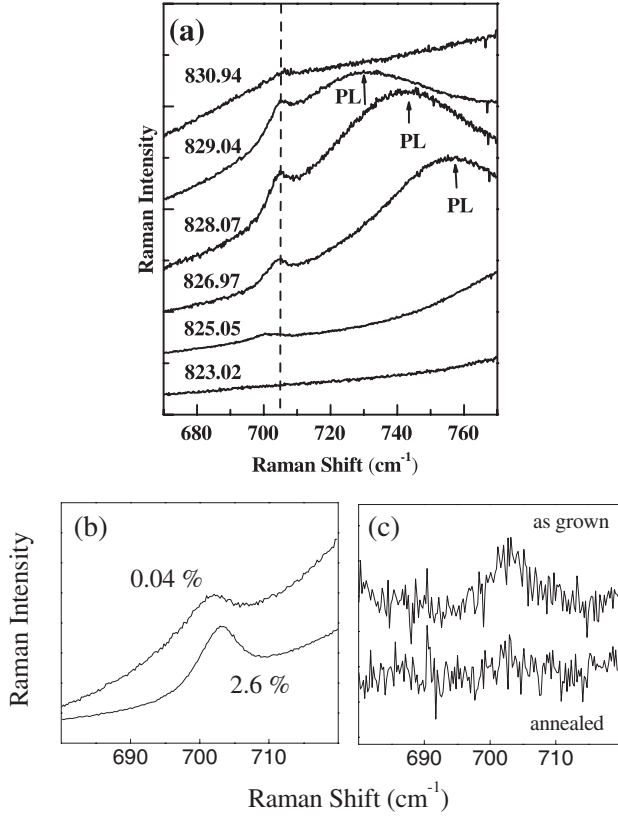 (a)
830.94
PL
829.04
PL
828.07
PL
826.97
825.05
823.02
Raman Intensity
680 700 720 740 760
Raman Shift (cm⁻¹)
(b)
0.04 %
2.6 %
(c)
as grown
annealed
Raman Intensity
690 700 710
690 700 710
Raman Shift (cm⁻¹)